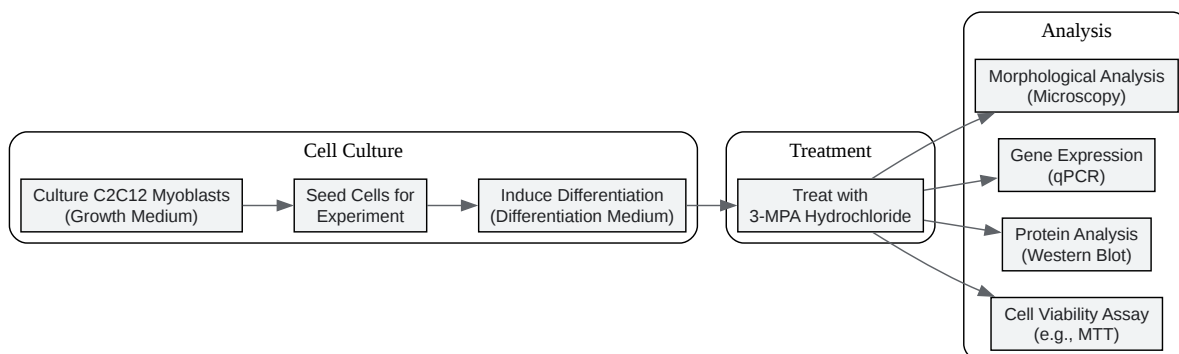 Cell Culture
Culture C2C12 Myoblasts
(Growth Medium)
Seed Cells for
Experiment
Induce Differentiation
(Differentiation Medium)
Treatment
Treat with
3-MPA Hydrochloride
Analysis
Morphological Analysis
(Microscopy)
Gene Expression
(qPCR)
Protein Analysis
(Western Blot)
Cell Viability Assay
(e.g., MTT)